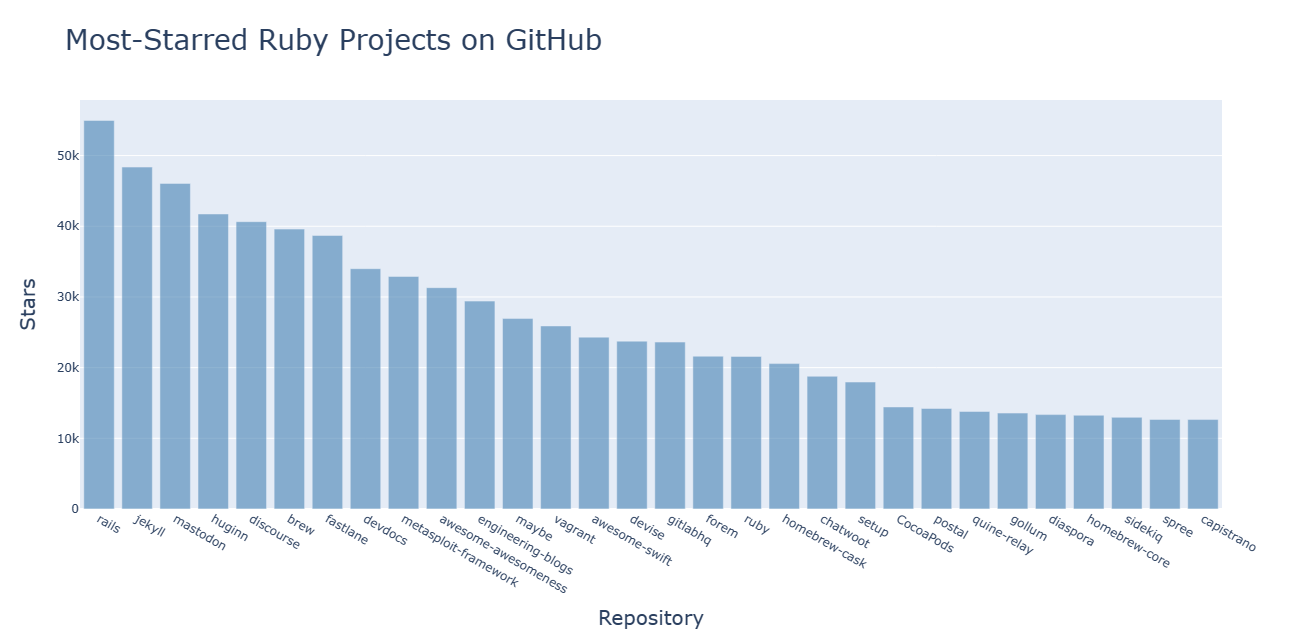 Most-Starred Ruby Projects on GitHub
50k
40k
30k
20k
10k
0
Stars
rails
jekyll
mastodon
huginn
discourse
brew
fastlane
devdocs
metasploit-framework
awesome-awesomeness
engineering-blogs
maybe
vagrant
awesome-swift
devise
gitlabhq
forem
ruby
homebrew-cask
chatwoot
setup
CocoaPods
postal
quine-relay
gollum
diaspora
homebrew-core
sidekiq
spree
capistrano
Repository